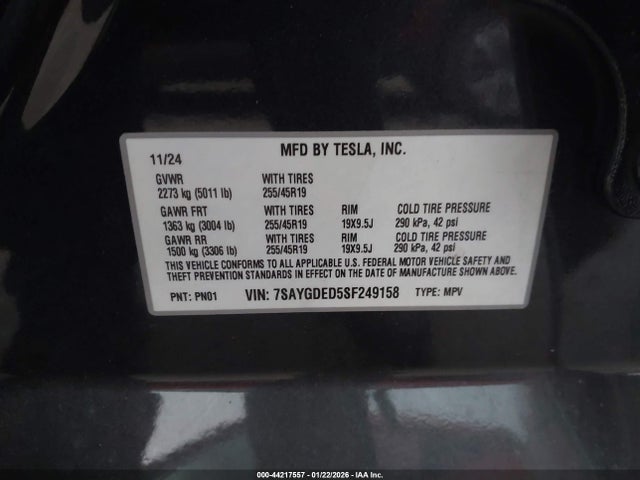 MFD BY TESLA, INC.
11/24
GVWR WITH TIRES
2273 kg (5011 lb) 255/45R19
GAWR FRT WITH TIRES RIM COLD TIRE PRESSURE
1363 kg (3004 lb) 255/45R19 19X9.5J 290 kPa, 42 psi
GAWR RR WITH TIRES RIM COLD TIRE PRESSURE
1500 kg (3306 lb) 255/45R19 19X9.5J 290 kPa, 42 psi
THIS VEHICLE CONFORMS TO ALL APPLICABLE U.S. FEDERAL MOTOR VEHICLE SAFETY AND
THEFT PREVENTION STANDARDS IN EFFECT ON THE DATE OF MANUFACTURE SHOWN ABOVE.
PNT: PN01 VIN: 7SAYGDED5SF249158 TYPE: MPV
000-44217557 - 01/22/2026 - IAA Inc.